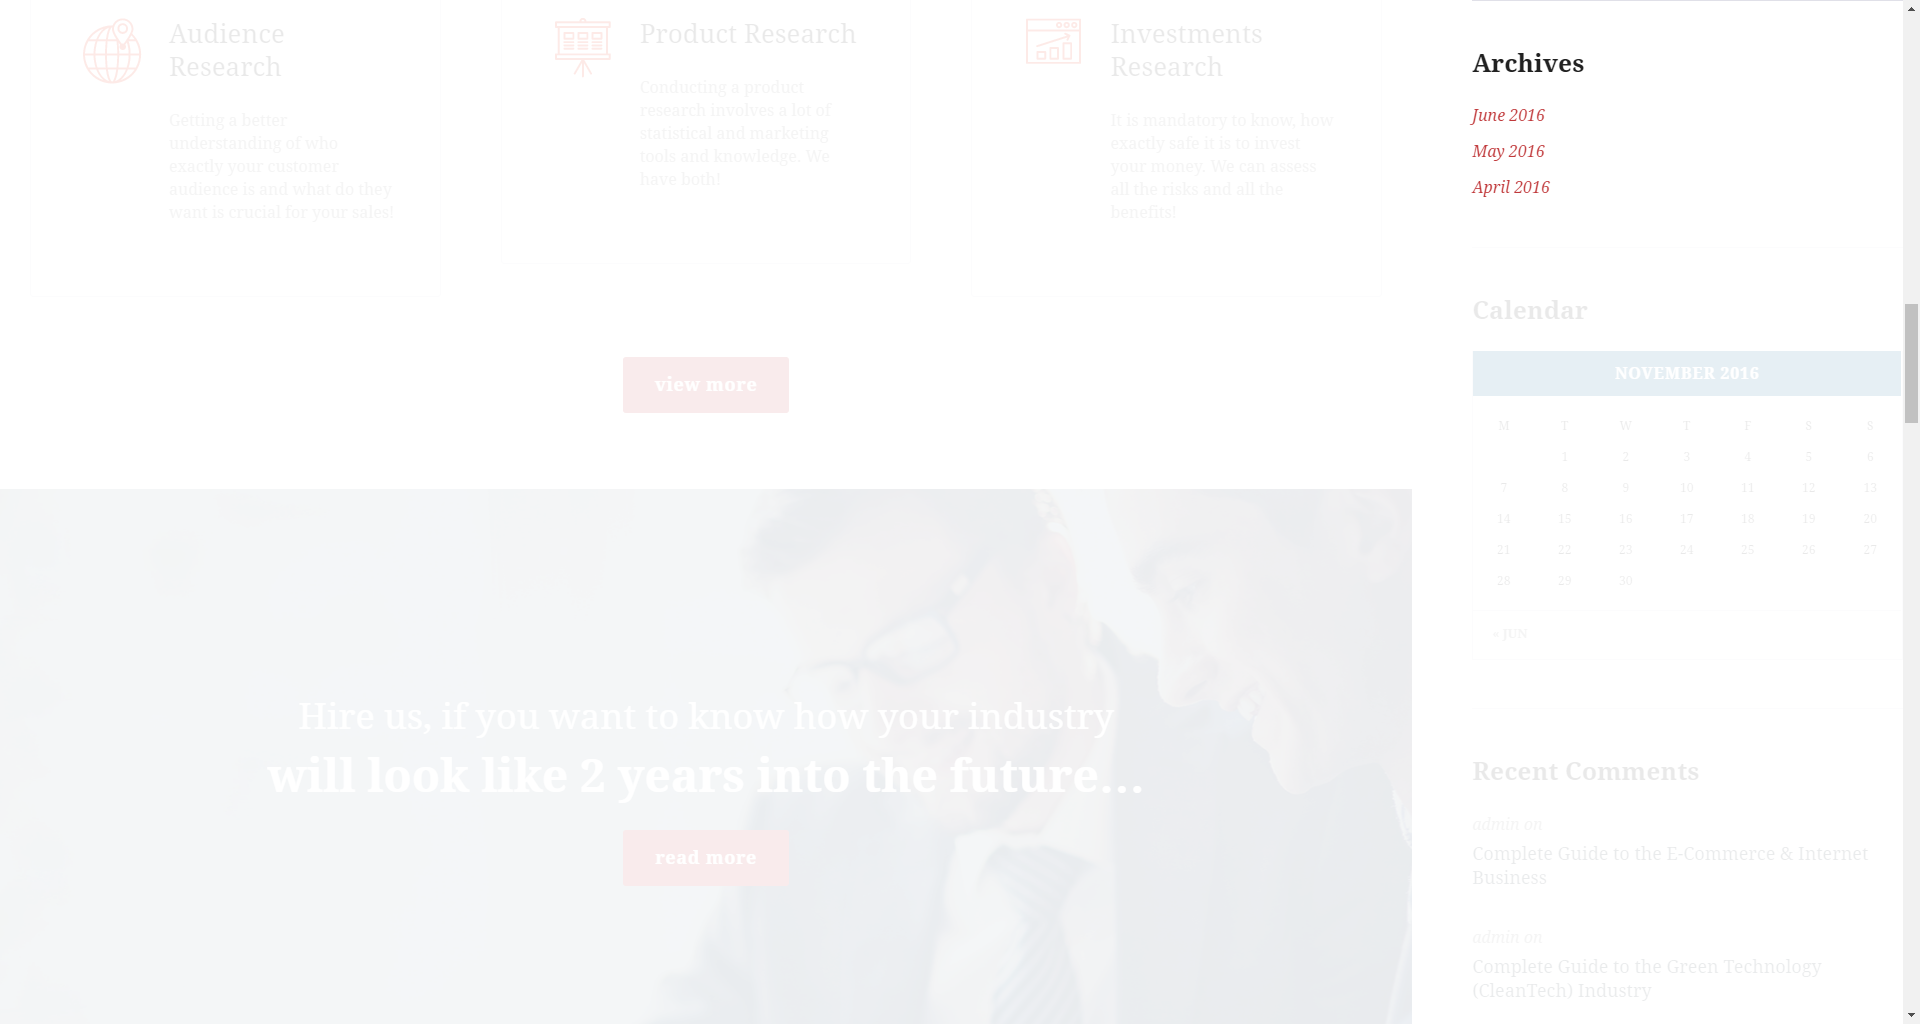 Audience
Research
Getting a better
understanding of who
exactly your customer
audience is and what do they
want is crucial for your sales!
Product Research
Conducting a product
research involves a lot of
statistical and marketing
tools and knowledge. We
have both!
Investments
Research
It is mandatory to know, how
exactly safe it is to invest
your money. We can assess
all the risks and all the
benefits!
view more
Hire us, if you want to know how your industry
will look like 2 years into the future...
read more
Archives
June 2016
May 2016
April 2016
Calendar
NOVEMBER 2016
M T W T F S S
1 2 3 4 5 6
7 8 9 10 11 12 13
14 15 16 17 18 19 20
21 22 23 24 25 26 27
28 29 30
« JUN
Recent Comments
admin on
Complete Guide to the E-Commerce & Internet
Business
admin on
Complete Guide to the Green Technology
(CleanTech) Industry